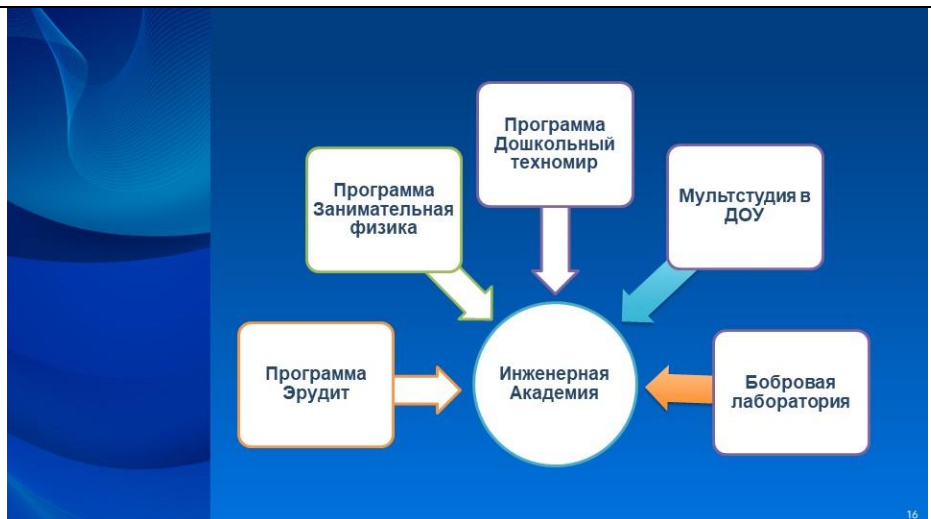 Программа
Дошкольный
техномир
Программа
Занимательная
физика
Мультстудия в
ДОУ
Программа
Эрудит
Инженерная
Академия
Бобровая
лаборатория
16